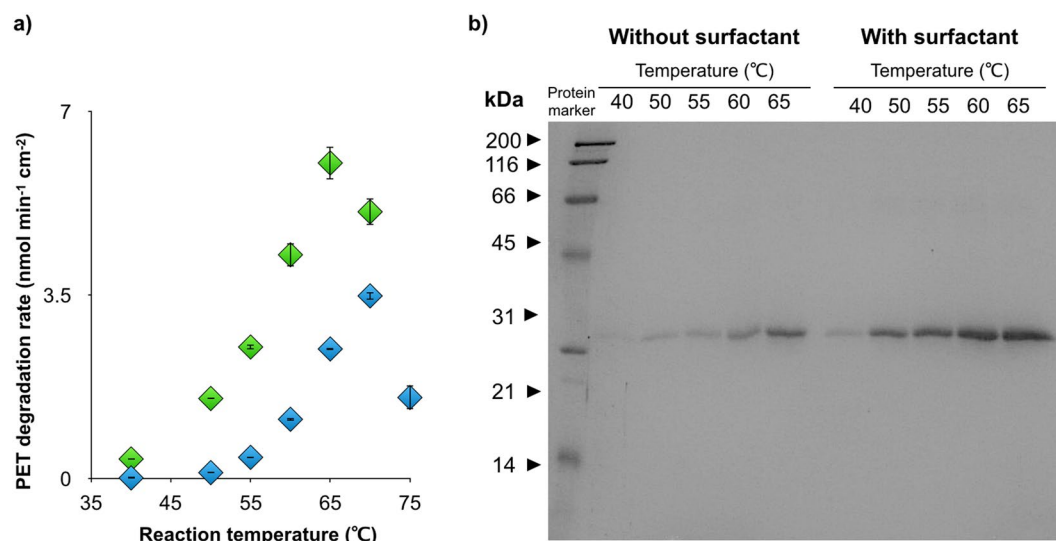 a)
PET degradation rate (nmol min-1 cm-2)
7
3.5
0
35 45 55 65 75
Reaction temperature (℃)
b)
Without surfactant With surfactant
Temperature (℃) Temperature (℃)
kDa
Protein
marker
40 50 55 60 65 40 50 55 60 65
200
116
66
45
31
21
14